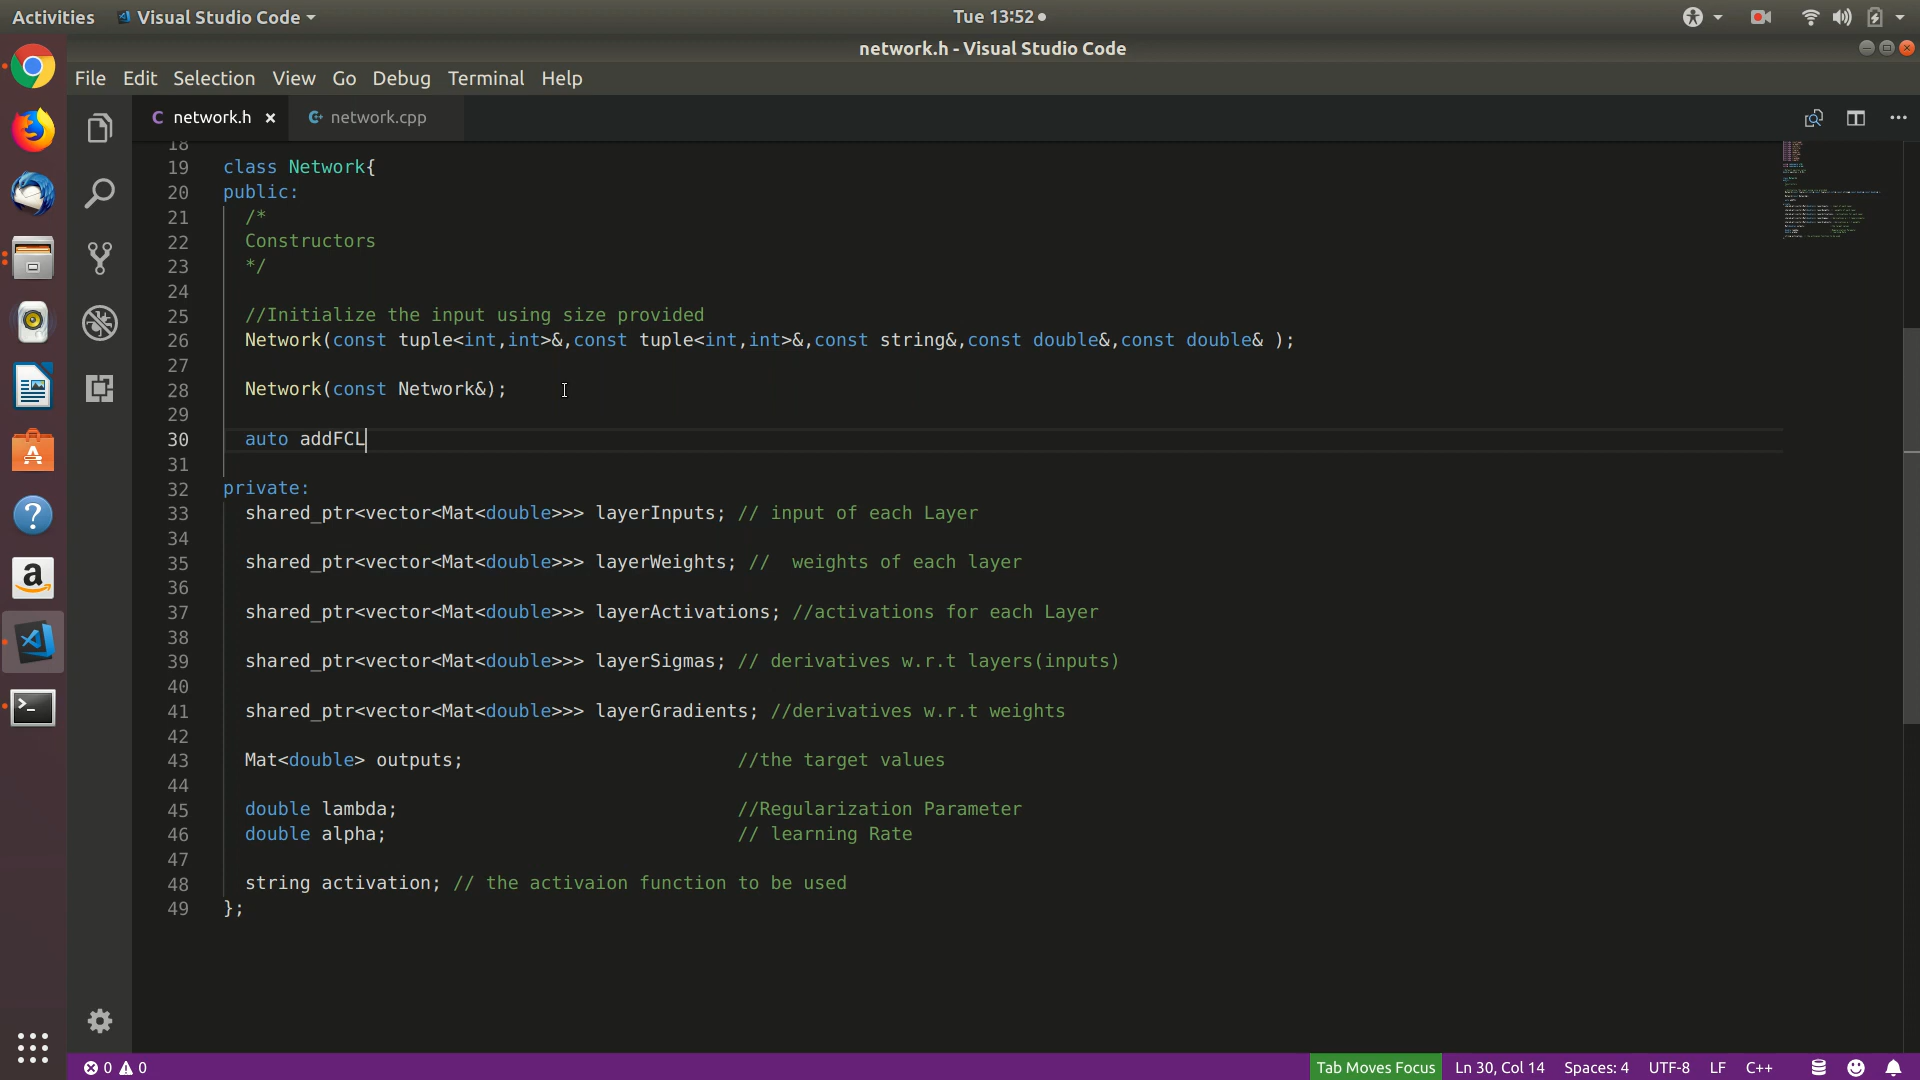 Activities Visual Studio Code Tue 13:52
network.h - Visual Studio Code
File Edit Selection View Go Debug Terminal Help
network.h network.cpp
18
19 class Network{
20 public:
21 /*
22 Constructors
23 */
24
25 //Initialize the input using size provided
26 Network(const tuple<int,int>&,const tuple<int,int>&,const string&,const double&,const double& );
27
28 Network(const Network&);
29
30 auto addFCL
31
32 private:
33 shared_ptr<vector<Mat<double>>> layerInputs; // input of each Layer
34
35 shared_ptr<vector<Mat<double>>> layerWeights; //  weights of each layer
36
37 shared_ptr<vector<Mat<double>>> layerActivations; //activations for each Layer
38
39 shared_ptr<vector<Mat<double>>> layerSigmas; // derivatives w.r.t layers(inputs)
40
41 shared_ptr<vector<Mat<double>>> layerGradients; //derivatives w.r.t weights
42
43 Mat<double> outputs; //the target values
44
45 double lambda; //Regularization Parameter
46 double alpha; // learning Rate
47
48 string activation; // the activaion function to be used
49 };
0 0 Tab Moves Focus Ln 30, Col 14 Spaces: 4 UTF-8 LF C++